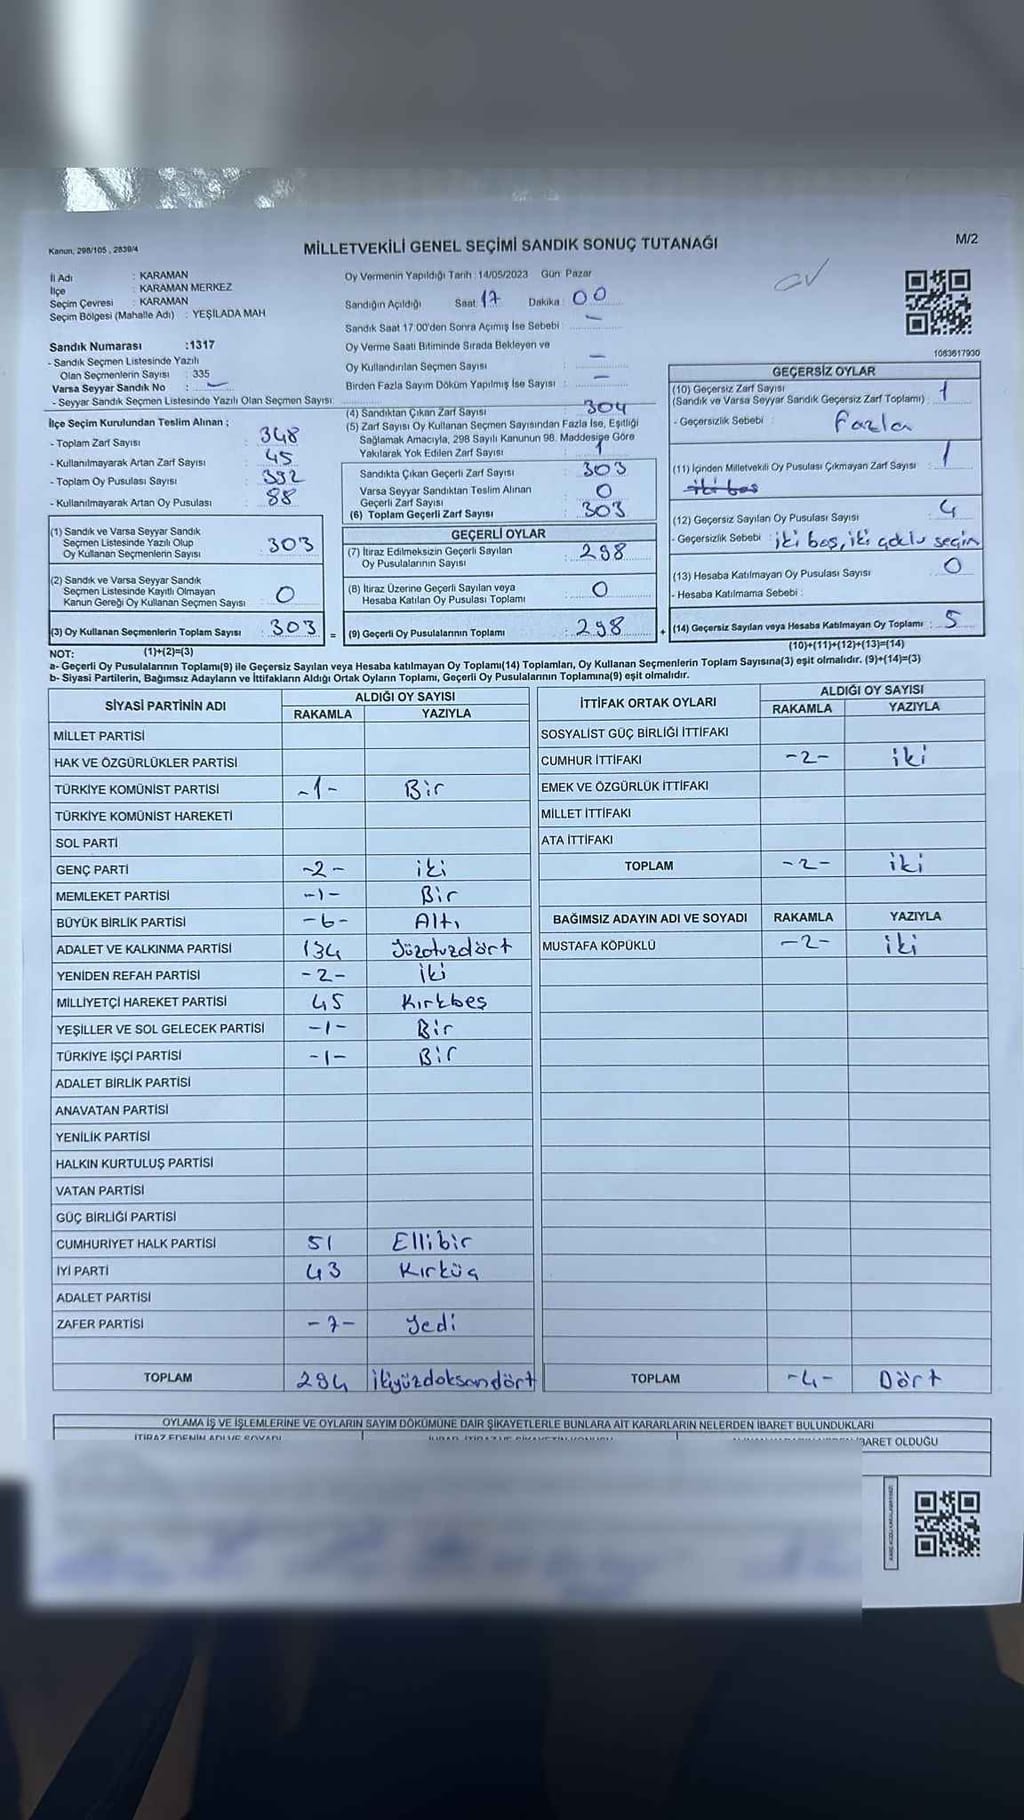 Kanun, 298/105 , 2839/4
MİLLETVEKİLİ GENEL SEÇİMİ SANDIK SONUÇ TUTANAĞI
M/2
İl Adı : KARAMAN
İlçe : KARAMAN MERKEZ
Seçim Çevresi : KARAMAN
Seçim Bölgesi (Mahalle Adı) : YEŞİLADA MAH
Sandık Numarası :1317
- Sandık Seçmen Listesinde Yazılı
Olan Seçmenlerin Sayısı : 335
Varsa Seyyar Sandık No : -
- Seyyar Sandık Seçmen Listesinde Yazılı Olan Seçmen Sayısı:
Oy Vermenin Yapıldığı Tarih : 14/05/2023 Gün: Pazar
Sandığın Açıldığı Saat: 17 Dakika : 00
Sandık Saat 17:00'den Sonra Açımış İse Sebebi : -
Oy Verme Saati Bitiminde Sırada Bekleyen ve
Oy Kullandırılan Seçmen Sayısı : -
Birden Fazla Sayım Döküm Yapılmış İse Sayısı : -
1063617930
İlçe Seçim Kurulundan Teslim Alınan ;
- Toplam Zarf Sayısı : 348
- Kullanılmayarak Artan Zarf Sayısı : 45
- Toplam Oy Pusulası Sayısı : 392
- Kullanılmayarak Artan Oy Pusulası : 88
(1) Sandık ve Varsa Seyyar Sandık
Seçmen Listesinde Yazılı Olup
Oy Kullanan Seçmenlerin Sayısı : 303
(2) Sandık ve Varsa Seyyar Sandık
Seçmen Listesinde Kayıtlı Olmayan
Kanun Gereği Oy Kullanan Seçmen Sayısı : 0
(3) Oy Kullanan Seçmenlerin Toplam Sayısı : 303 =
(1)+(2)=(3)
(4) Sandıktan Çıkan Zarf Sayısı : 304
(5) Zarf Sayısı Oy Kullanan Seçmen Sayısından Fazla İse, Eşitliği
Sağlamak Amacıyla, 298 Sayılı Kanunun 98. Maddesine Göre
Yakılarak Yok Edilen Zarf Sayısı : 1
Sandıkta Çıkan Geçerli Zarf Sayısı : 303
Varsa Seyyar Sandıktan Teslim Alınan
Geçerli Zarf Sayısı : 0
(6) Toplam Geçerli Zarf Sayısı : 303
GEÇERLİ OYLAR
(7) İtiraz Edilmeksizin Geçerli Sayılan
Oy Pusulalarının Sayısı : 298
(8) İtiraz Üzerine Geçerli Sayılan veya
Hesaba Katılan Oy Pusulası Toplamı : 0
(9) Geçerli Oy Pusulalarının Toplamı : 298 +
GEÇERSİZ OYLAR
(10) Geçersiz Zarf Sayısı
(Sandık ve Varsa Seyyar Sandık Geçersiz Zarf Toplamı) : 1
- Geçersizlik Sebebi : Fazla
(11) İçinden Milletvekili Oy Pusulası Çıkmayan Zarf Sayısı : 1
iki boş
(12) Geçersiz Sayılan Oy Pusulası Sayısı : 4
- Geçersizlik Sebebi : iki boş, iki çoklu seçim
(13) Hesaba Katılmayan Oy Pusulası Sayısı : 0
- Hesaba Katılmama Sebebi :
(14) Geçersiz Sayılan veya Hesaba Katılmayan Oy Toplamı : 5
(10)+(11)+(12)+(13)=(14)
NOT:
a- Geçerli Oy Pusulalarının Toplamı(9) ile Geçersiz Sayılan veya Hesaba katılmayan Oy Toplamı(14) Toplamları, Oy Kullanan Seçmenlerin Toplam Sayısına(3) eşit olmalıdır. (9)+(14)=(3)
b- Siyasi Partilerin, Bağımsız Adayların ve İttifakların Aldığı Ortak Oyların Toplamı, Geçerli Oy Pusulalarının Toplamına(9) eşit olmalıdır.
SİYASİ PARTİNİN ADI ALDIĞI OY SAYISI
RAKAMLA YAZIYLA
MİLLET PARTİSİ
HAK VE ÖZGÜRLÜKLER PARTİSİ
TÜRKİYE KOMÜNİST PARTİSİ -1- Bir
TÜRKİYE KOMÜNİST HAREKETİ
SOL PARTİ
GENÇ PARTİ -2- iki
MEMLEKET PARTİSİ -1- Bir
BÜYÜK BİRLİK PARTİSİ -6- Altı
ADALET VE KALKINMA PARTİSİ 134 Yüzotuzdört
YENİDEN REFAH PARTİSİ -2- İki
MİLLİYETÇİ HAREKET PARTİSİ 45 Kırkbeş
YEŞİLLER VE SOL GELECEK PARTİSİ -1- Bir
TÜRKİYE İŞÇİ PARTİSİ -1- Bir
ADALET BİRLİK PARTİSİ
ANAVATAN PARTİSİ
YENİLİK PARTİSİ
HALKIN KURTULUŞ PARTİSİ
VATAN PARTİSİ
GÜÇ BİRLİĞİ PARTİSİ
CUMHURİYET HALK PARTİSİ 51 Ellibir
İYİ PARTİ 43 Kırküç
ADALET PARTİSİ
ZAFER PARTİSİ -7- Yedi
TOPLAM 294 İkiyüzdoksandört
İTTİFAK ORTAK OYLARI ALDIĞI OY SAYISI
RAKAMLA YAZIYLA
SOSYALİST GÜÇ BİRLİĞİ İTTİFAKI
CUMHUR İTTİFAKI -2- iki
EMEK VE ÖZGÜRLÜK İTTİFAKI
MİLLET İTTİFAKI
ATA İTTİFAKI
TOPLAM -2- iki
BAĞIMSIZ ADAYIN ADI VE SOYADI RAKAMLA YAZIYLA
MUSTAFA KÖPÜKLÜ -2- iki
TOPLAM -4- Dört
OYLAMA İŞ VE İŞLEMLERİNE VE OYLARIN SAYIM DÖKÜMÜNE DAİR ŞİKAYETLERLE BUNLARA AİT KARARLARIN NELERDEN İBARET BULUNDUKLARI
İTİRAZ EDENİN ADI VE SOYADI
İBARET OLDUĞU